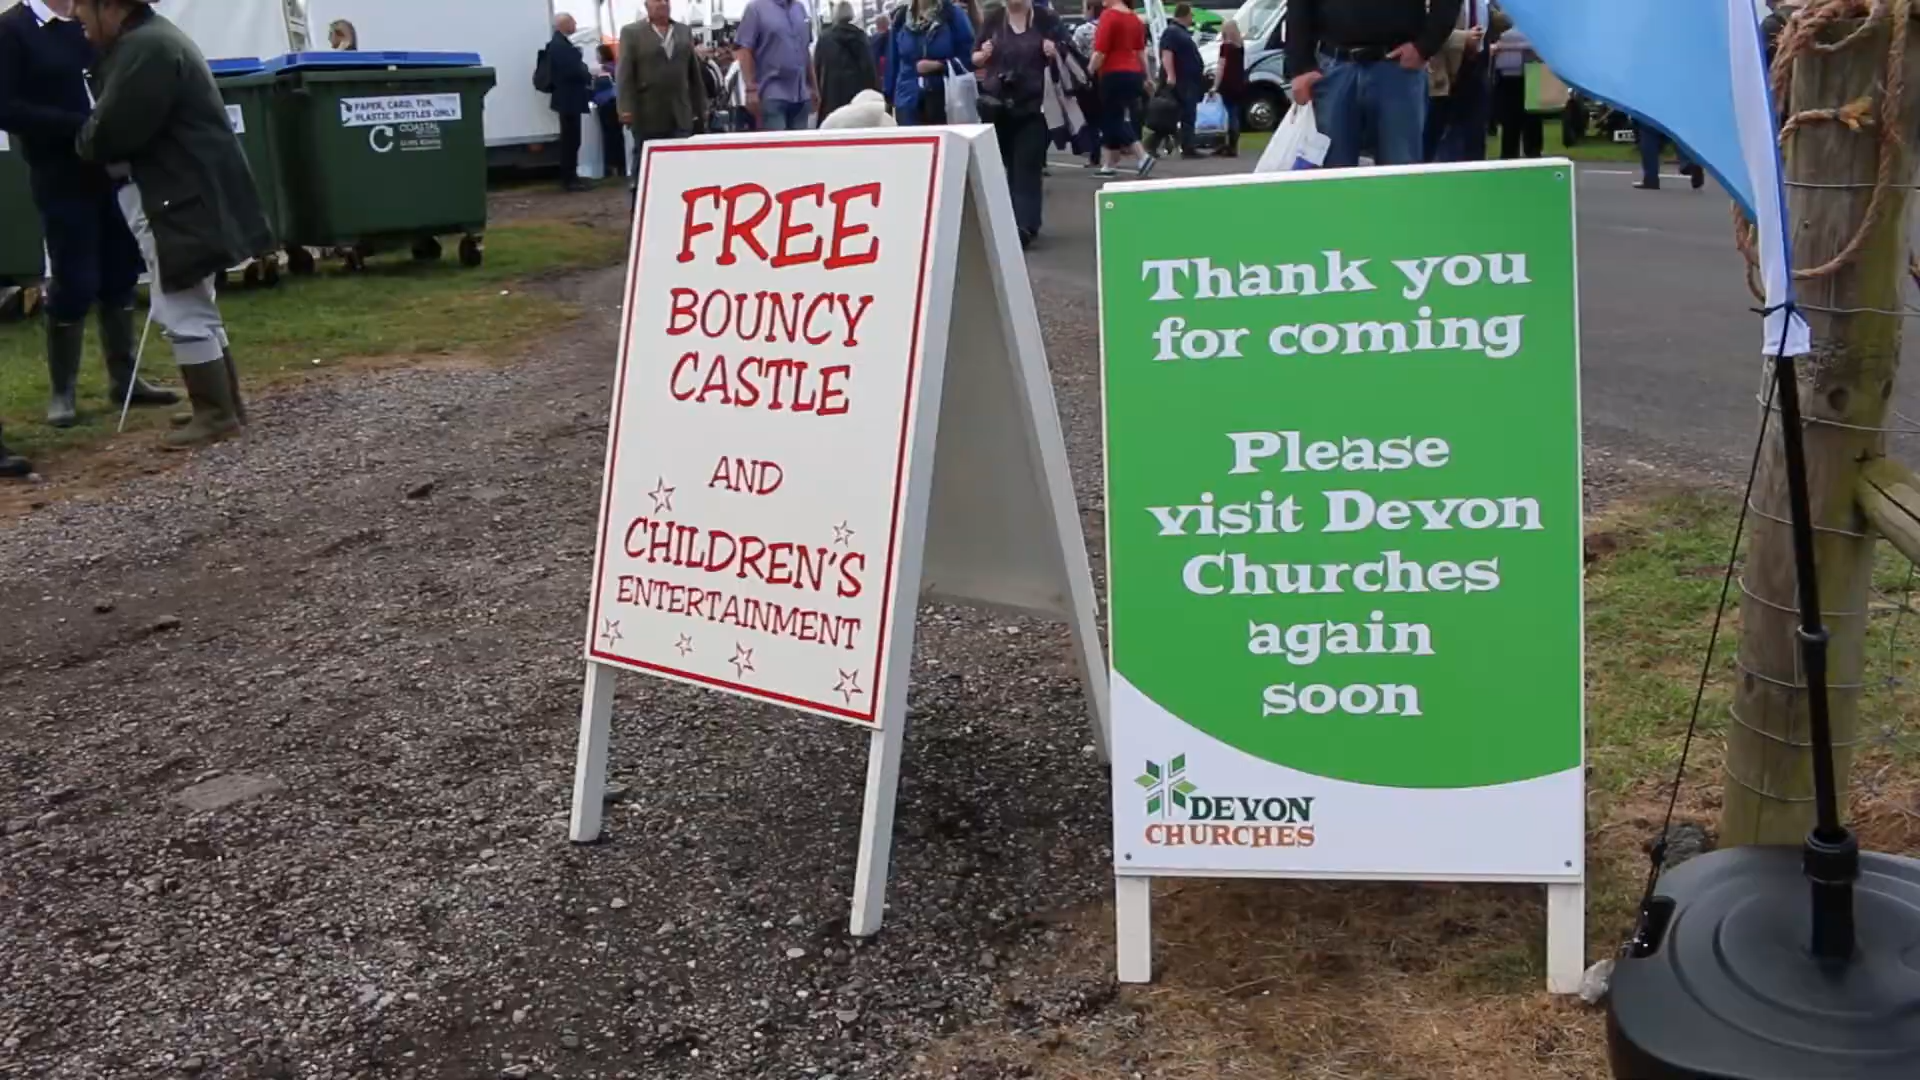 PAPER, CARD, TIN,
PLASTIC BOTTLES ONLY
COASTAL
FREE
BOUNCY
CASTLE
AND
CHILDREN'S
ENTERTAINMENT
Thank you
for coming
Please
visit Devon
Churches
again
soon
DEVON
CHURCHES